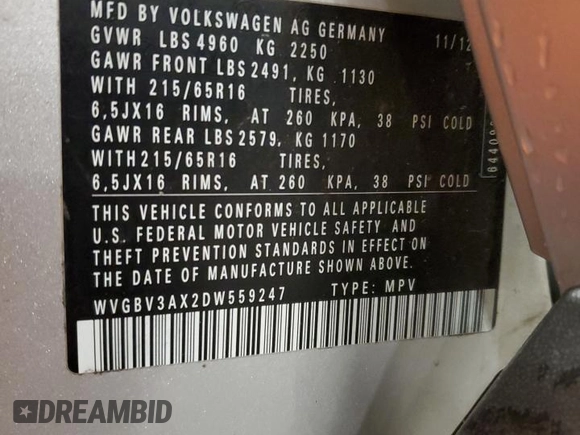 MFD BY VOLKSWAGEN AG GERMANY 11/12
GVWR LBS 4960 KG 2250
GAWR FRONT LBS 2491, KG 1130
WITH 215/65R16 TIRES,
6,5JX16 RIMS, AT 260 KPA, 38 PSI COLD
GAWR REAR LBS 2579, KG 1170
WITH 215/65R16 TIRES,
6,5JX16 RIMS, AT 260 KPA, 38 PSI COLD
THIS VEHICLE CONFORMS TO ALL APPLICABLE
U.S. FEDERAL MOTOR VEHICLE SAFETY AND
THEFT PREVENTION STANDARDS IN EFFECT ON
THE DATE OF MANUFACTURE SHOWN ABOVE.
WVGBV3AX2DW559247 TYPE: MPV
DREAMBID